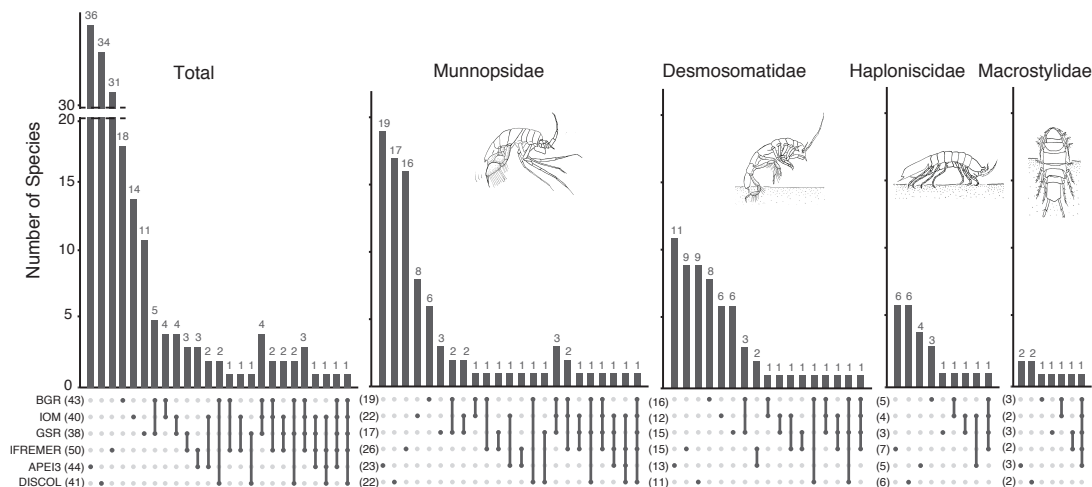 Total
Munnopsidae
Desmosomatidae
Haploniscidae
Macrostylidae
Number of Species
30
20
15
10
5
0
36 34 31 18 14 11 5 4 4 3 3 2 2 1 1 1 4 2 2 2 3 1 1 1 1
19 17 16 8 6 3 2 2 1 1 1 1 1 1 1 3 2 1 1 1 1 1 1
11 9 9 8 6 6 3 2 1 1 1 1 1 1 1 1 1 1
6 6 4 3 1 1 1 1 1
2 2 1 1 1 1 1
BGR (43) (19) (16) (5) (3)
IOM (40) (22) (12) (4) (2)
GSR (38) (17) (15) (3) (3)
IFREMER (50) (26) (15) (7) (2)
APEI3 (44) (23) (13) (5) (3)
DISCOL (41) (22) (11) (6) (2)